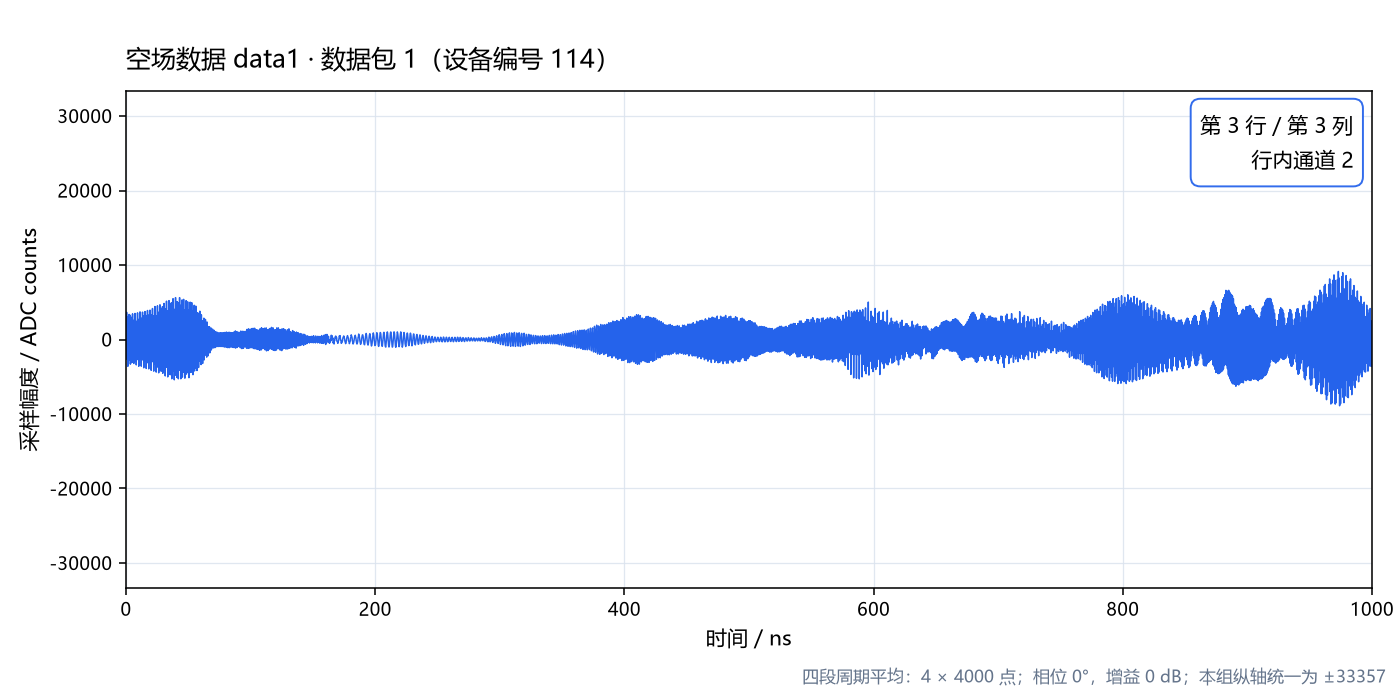 空场数据 data1 · 数据包 1（设备编号 114）
第 3 行 / 第 3 列
行内通道 2
采样幅度 / ADC counts
30000
20000
10000
0
-10000
-20000
-30000
0 200 400 600 800 1000
时间 / ns
四段周期平均：4 × 4000 点；相位 0°，增益 0 dB；本组纵轴统一为 ±33357